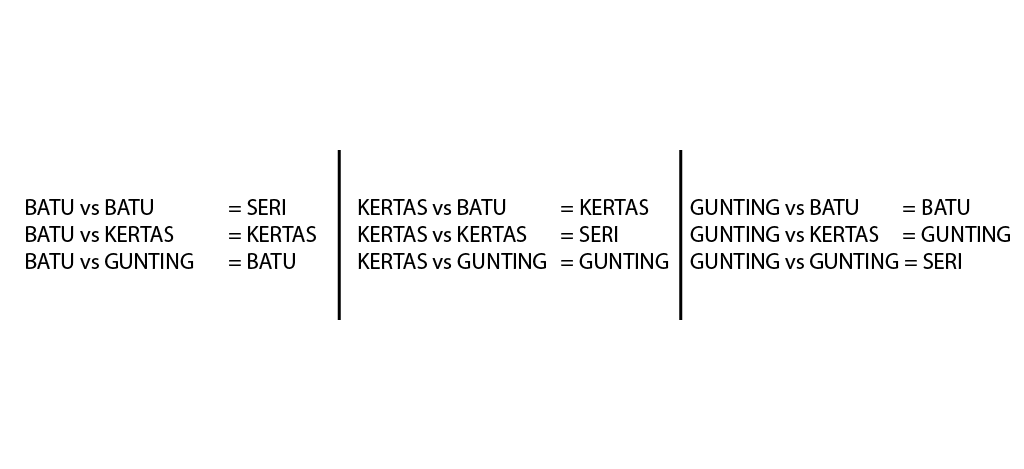 BATU vs BATU = SERI
BATU vs KERTAS = KERTAS
BATU vs GUNTING = BATU
KERTAS vs BATU = KERTAS
KERTAS vs KERTAS = SERI
KERTAS vs GUNTING = GUNTING
GUNTING vs BATU = BATU
GUNTING vs KERTAS = GUNTING
GUNTING vs GUNTING = SERI